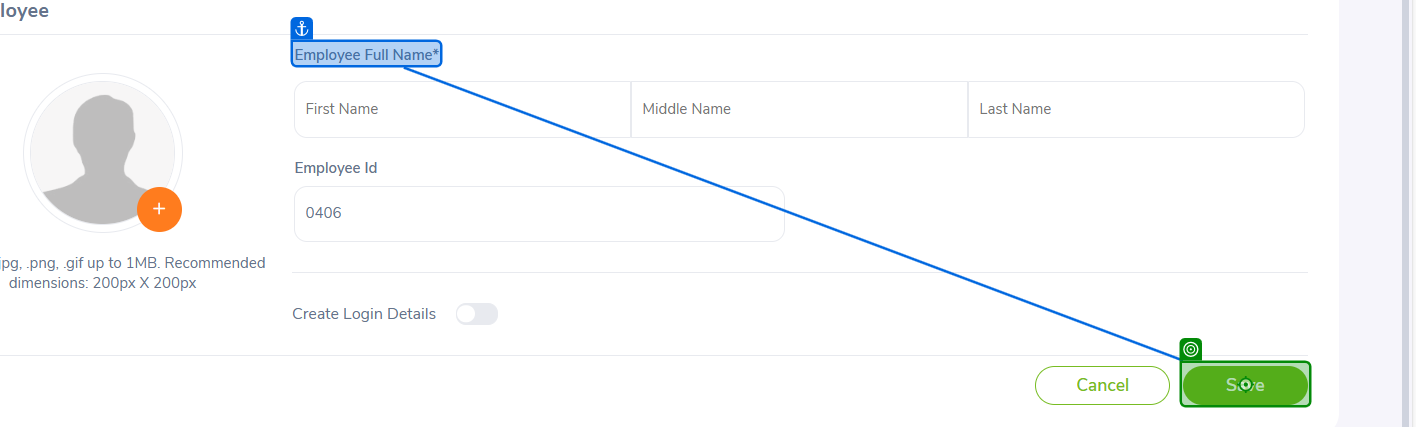 loyee
Employee Full Name*
First Name Middle Name Last Name
Employee Id
0406
jpg, .png, .gif up to 1MB. Recommended
dimensions: 200px X 200px
Create Login Details
Cancel Save